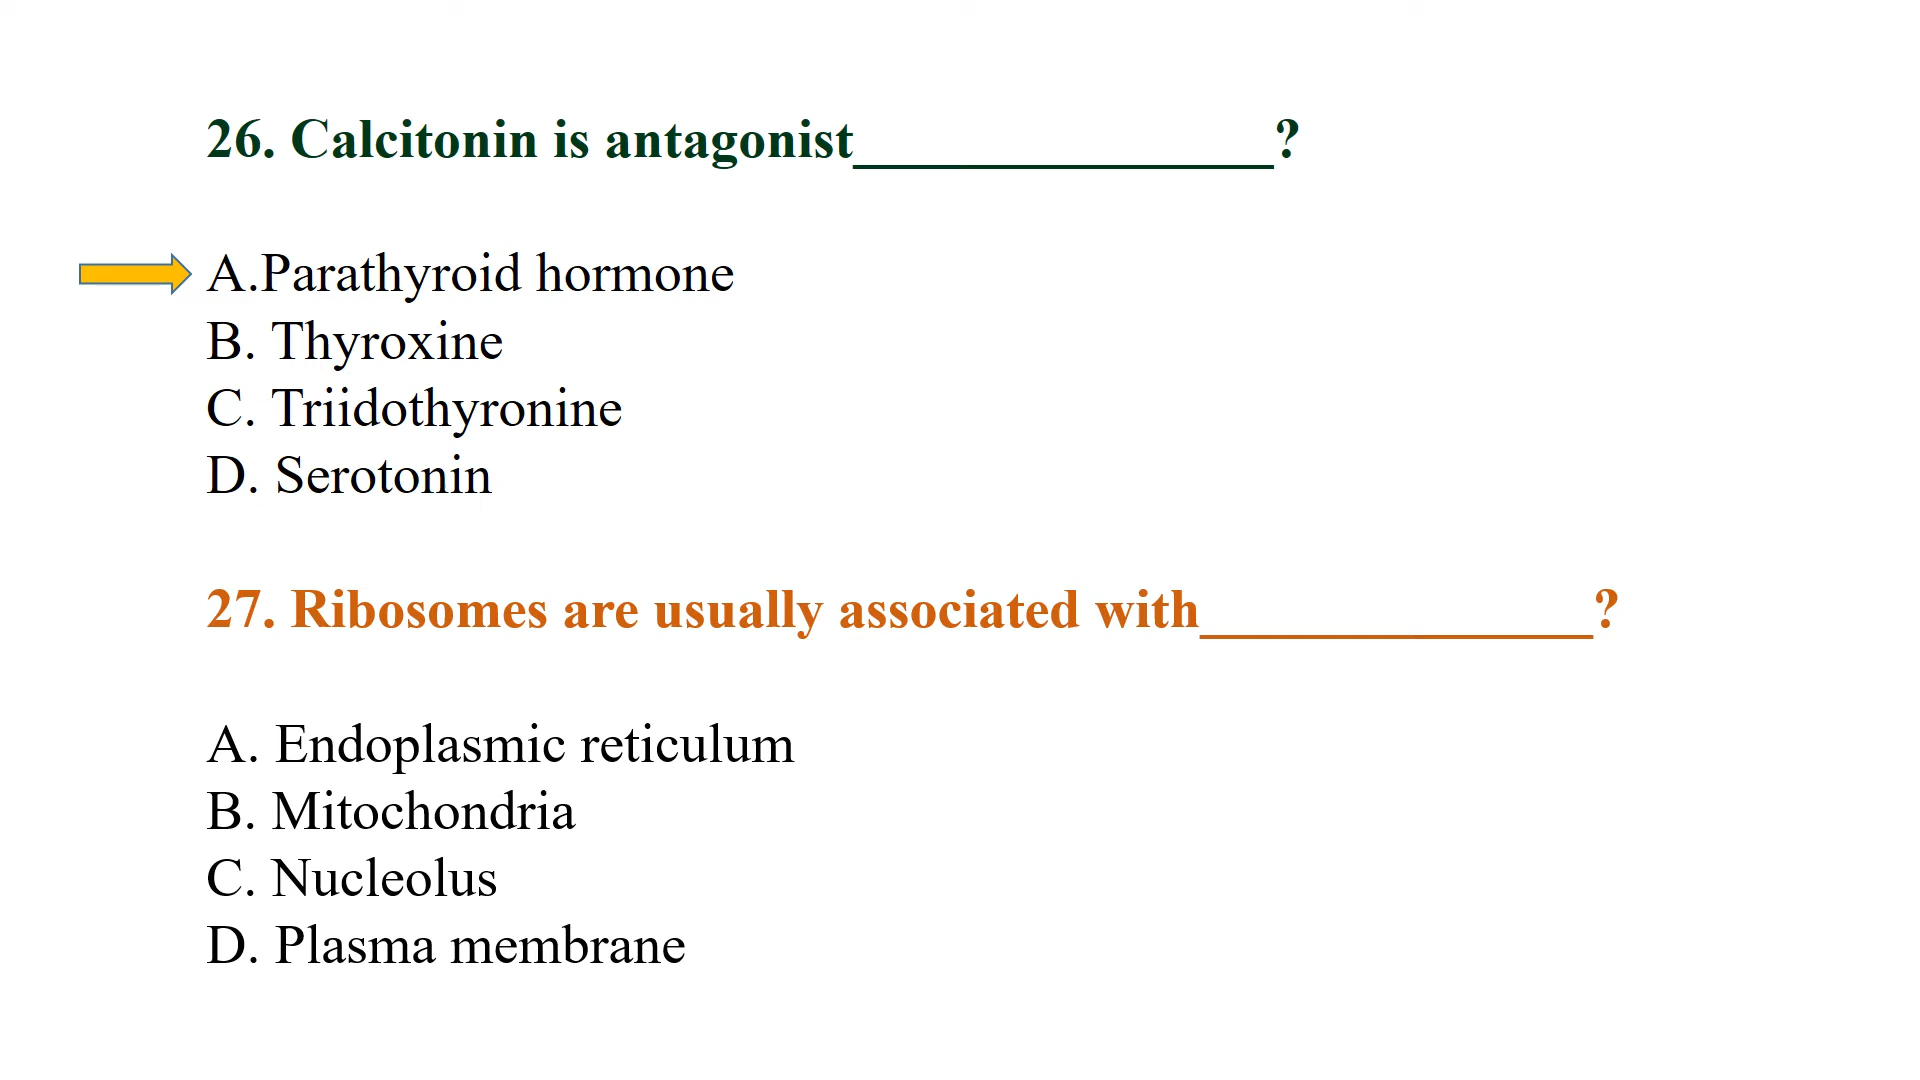 26. Calcitonin is antagonist_______________?
A.Parathyroid hormone
B. Thyroxine
C. Triidothyronine
D. Serotonin
27. Ribosomes are usually associated with______________?
A. Endoplasmic reticulum
B. Mitochondria
C. Nucleolus
D. Plasma membrane